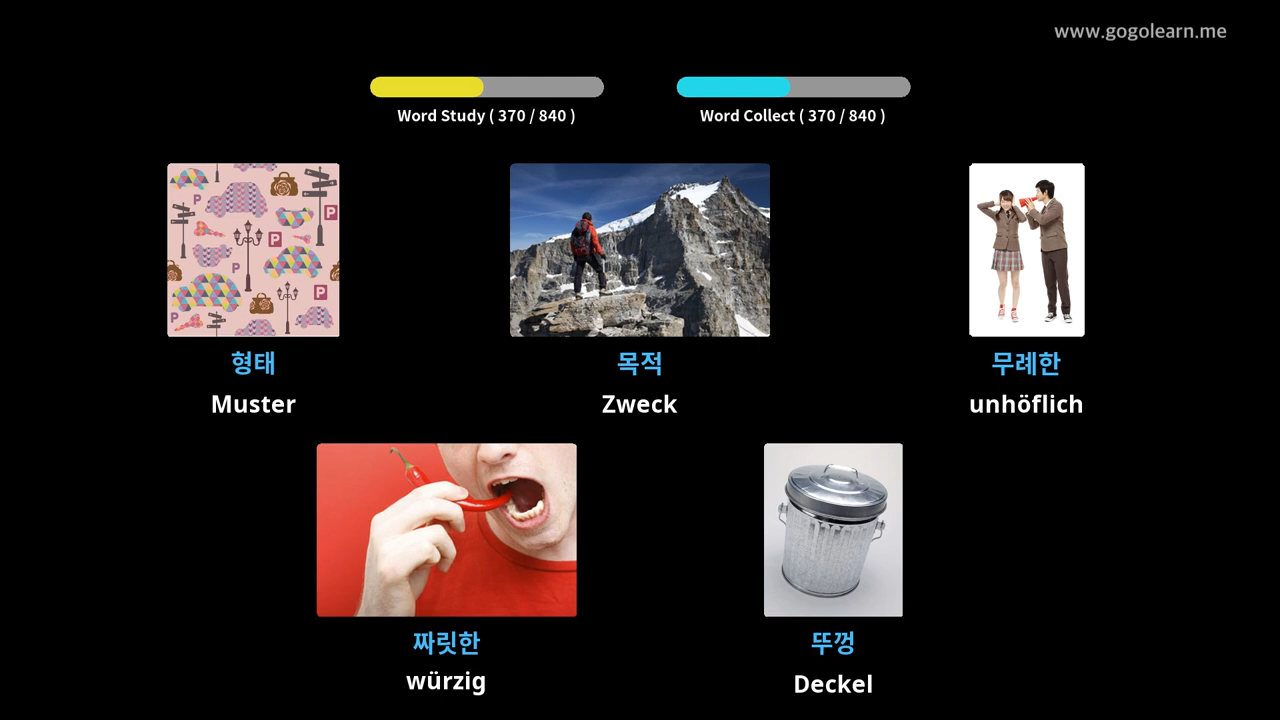 www.gogolearn.me
Word Study ( 370 / 840 )
Word Collect ( 370 / 840 )
P
P
P
P
P
P
형태
목적
무례한
Muster
Zweck
unhöflich
짜릿한
뚜껑
würzig
Deckel